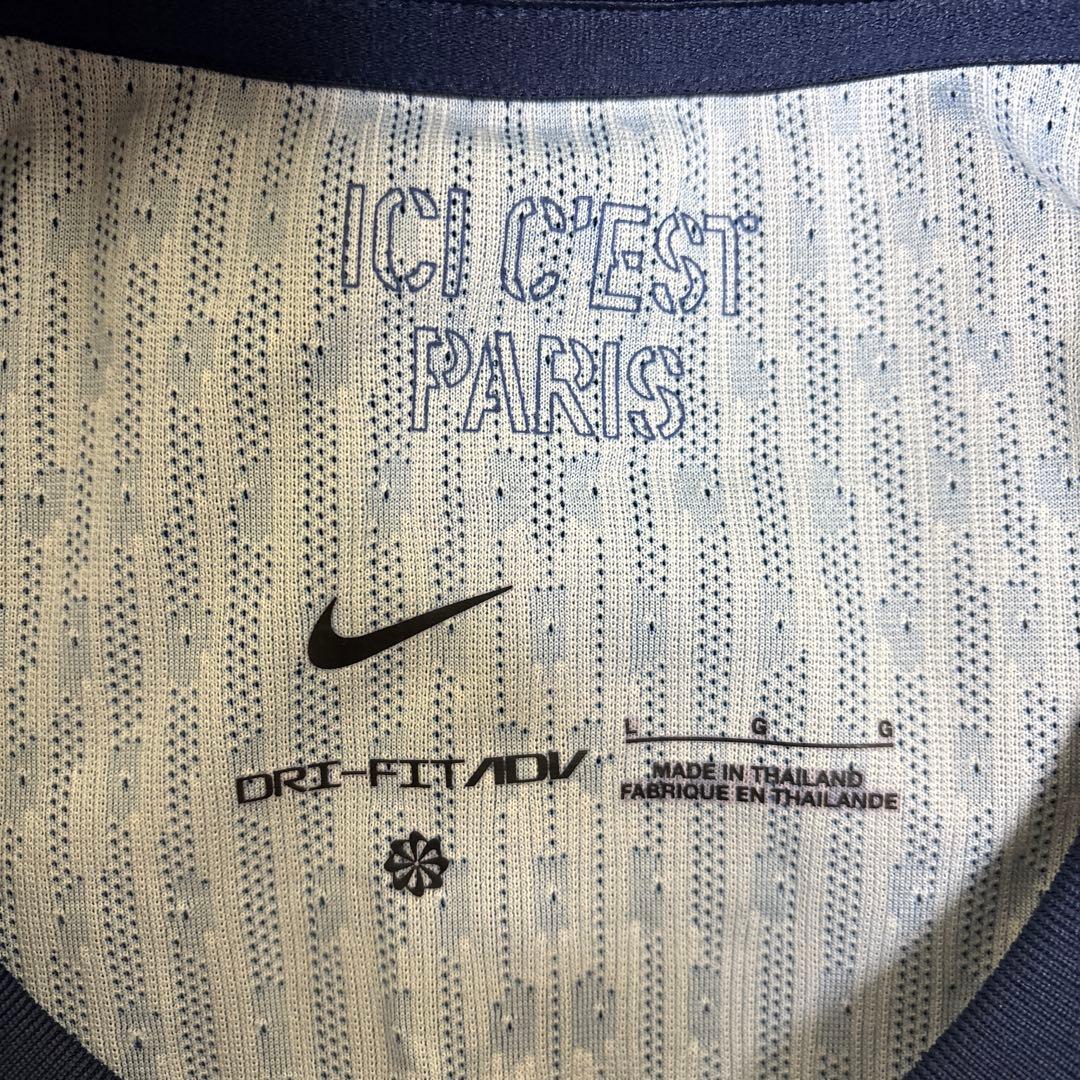 ICI C'EST
PARIS
DRI-FIT ADV
L G G
MADE IN THAILAND
FABRIQUE EN THAILANDE